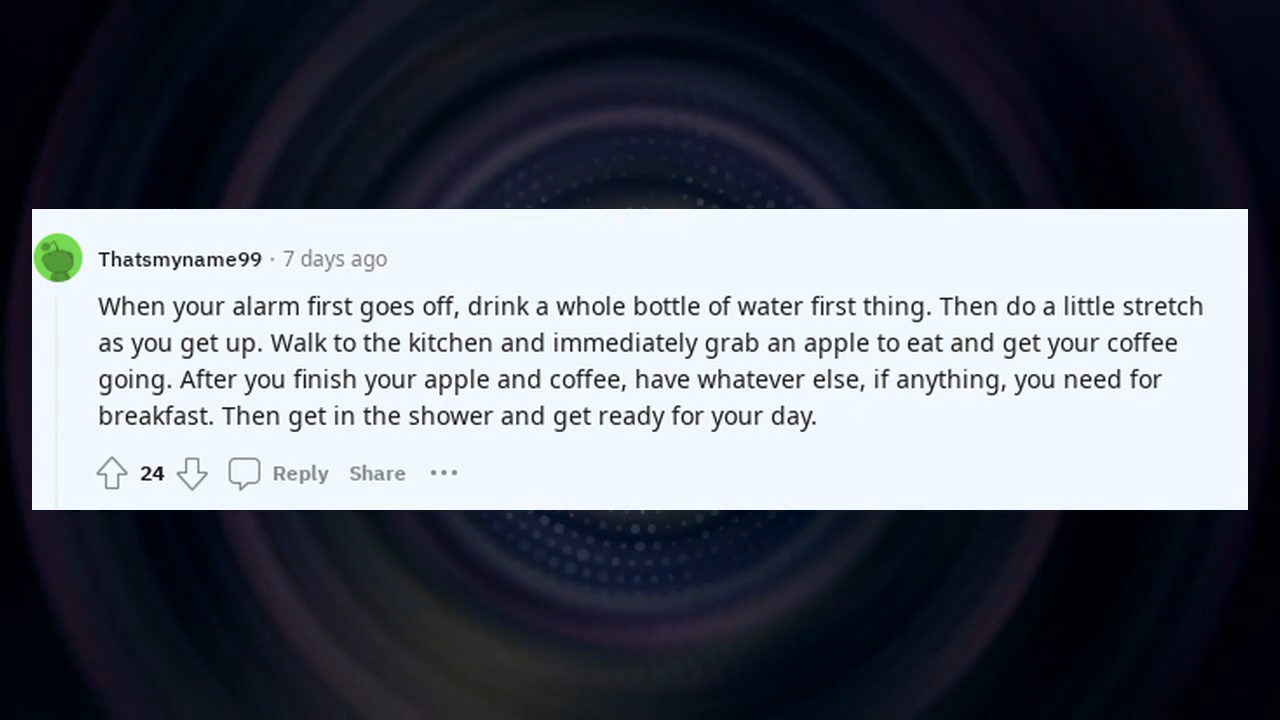 Thatsmyname99 · 7 days ago
When your alarm first goes off, drink a whole bottle of water first thing. Then do a little stretch
as you get up. Walk to the kitchen and immediately grab an apple to eat and get your coffee
going. After you finish your apple and coffee, have whatever else, if anything, you need for
breakfast. Then get in the shower and get ready for your day.
24 Reply Share •••